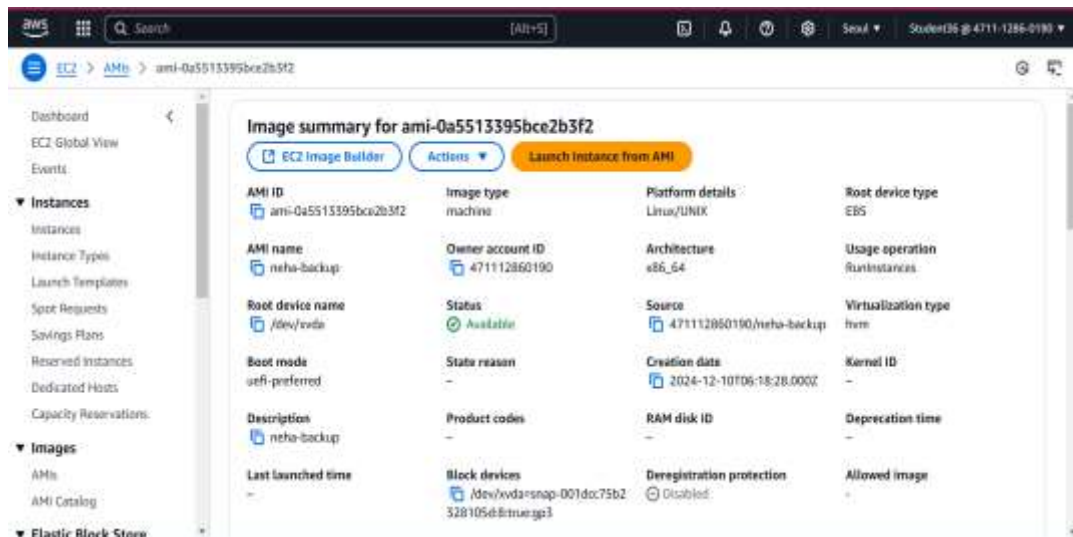 aws
Search
[Alt+S]
Seoul ▼
Student36 @ 4711-1286-0190 ▼
EC2 > AMIs > ami-0a5513395bce2b3f2
Dashboard
EC2 Global View
Events
▼ Instances
Instances
Instance Types
Launch Templates
Spot Requests
Savings Plans
Reserved Instances
Dedicated Hosts
Capacity Reservations
▼ Images
AMIs
AMI Catalog
▼ Elastic Block Store
Image summary for ami-0a5513395bce2b3f2
EC2 Image Builder
Actions ▼
Launch instance from AMI
AMI ID
ami-0a5513395bce2b3f2
Image type
machine
Platform details
Linux/UNIX
Root device type
EBS
AMI name
neha-backup
Owner account ID
471112860190
Architecture
x86_64
Usage operation
RunInstances
Root device name
/dev/xvda
Status
Available
Source
471112860190/neha-backup
Virtualization type
hvm
Boot mode
uefi-preferred
State reason
–
Creation date
2024-12-10T06:18:28.000Z
Kernel ID
–
Description
neha-backup
Product codes
–
RAM disk ID
–
Deprecation time
–
Last launched time
–
Block devices
/dev/xvda=snap-001dcc75b2
328105d:8:true:gp3
Deregistration protection
Disabled
Allowed image
-